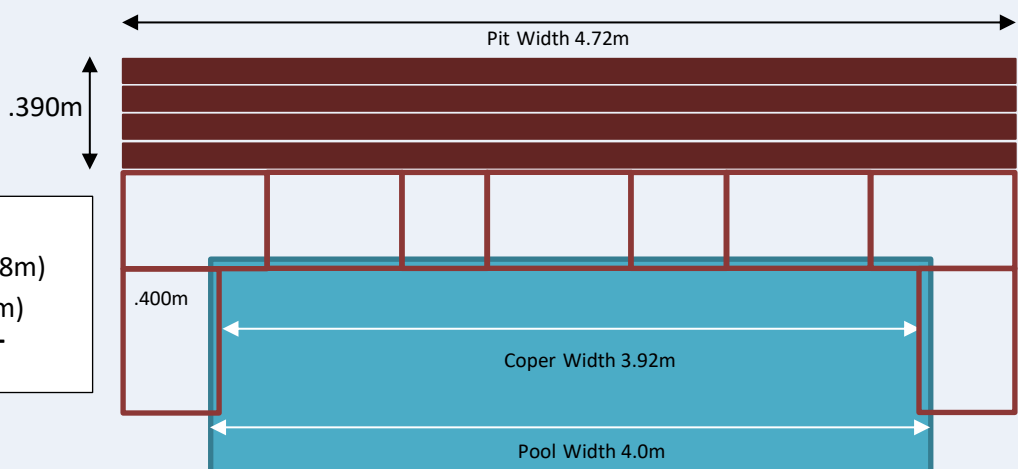 Pit Width 4.72m
.390m
8m)
.400m
m)
Coper Width 3.92m
Pool Width 4.0m